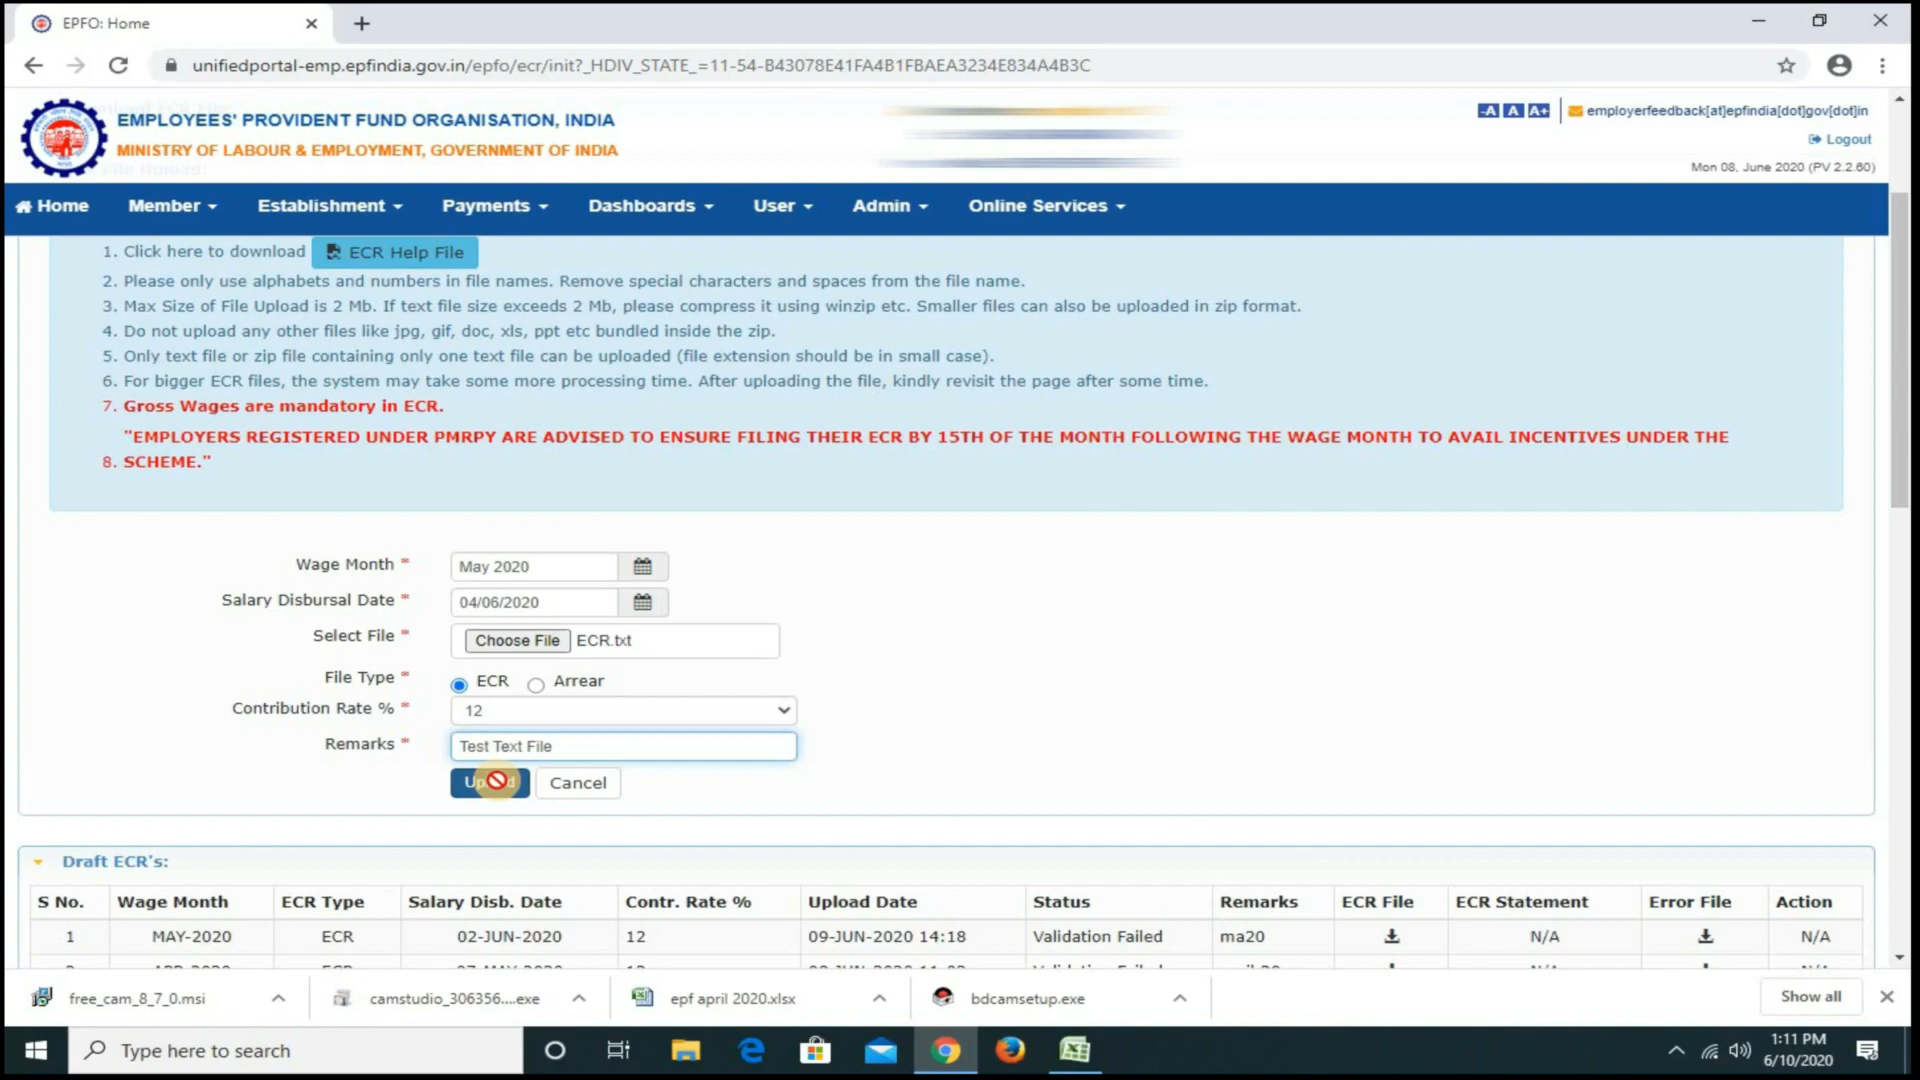 EPFO: Home
unifiedportal-emp.epfindia.gov.in/epfo/ecr/init?_HDIV_STATE_=11-54-B43078E41FA4B1FBAEA3234E834A4B3C
EMPLOYEES' PROVIDENT FUND ORGANISATION, INDIA
MINISTRY OF LABOUR & EMPLOYMENT, GOVERNMENT OF INDIA
-A A A+ employerfeedback[at]epfindia[dot]gov[dot]in
Logout
Mon 08, June 2020 (PV 2.2.60)
Home Member Establishment Payments Dashboards User Admin Online Services
1. Click here to download ECR Help File
2. Please only use alphabets and numbers in file names. Remove special characters and spaces from the file name.
3. Max Size of File Upload is 2 Mb. If text file size exceeds 2 Mb, please compress it using winzip etc. Smaller files can also be uploaded in zip format.
4. Do not upload any other files like jpg, gif, doc, xls, ppt etc bundled inside the zip.
5. Only text file or zip file containing only one text file can be uploaded (file extension should be in small case).
6. For bigger ECR files, the system may take some more processing time. After uploading the file, kindly revisit the page after some time.
7. Gross Wages are mandatory in ECR.
"EMPLOYERS REGISTERED UNDER PMRPY ARE ADVISED TO ENSURE FILING THEIR ECR BY 15TH OF THE MONTH FOLLOWING THE WAGE MONTH TO AVAIL INCENTIVES UNDER THE
8. SCHEME."
Wage Month * May 2020
Salary Disbursal Date * 04/06/2020
Select File * Choose File ECR.txt
File Type * ECR Arrear
Contribution Rate % * 12
Remarks * Test Text File
Cancel
Draft ECR's:
S No. Wage Month ECR Type Salary Disb. Date Contr. Rate % Upload Date Status Remarks ECR File ECR Statement Error File Action
1 MAY-2020 ECR 02-JUN-2020 12 09-JUN-2020 14:18 Validation Failed ma20 N/A N/A
free_cam_8_7_0.msi camstudio_306356....exe epf april 2020.xlsx bdcamsetup.exe Show all
Type here to search
1:11 PM
6/10/2020